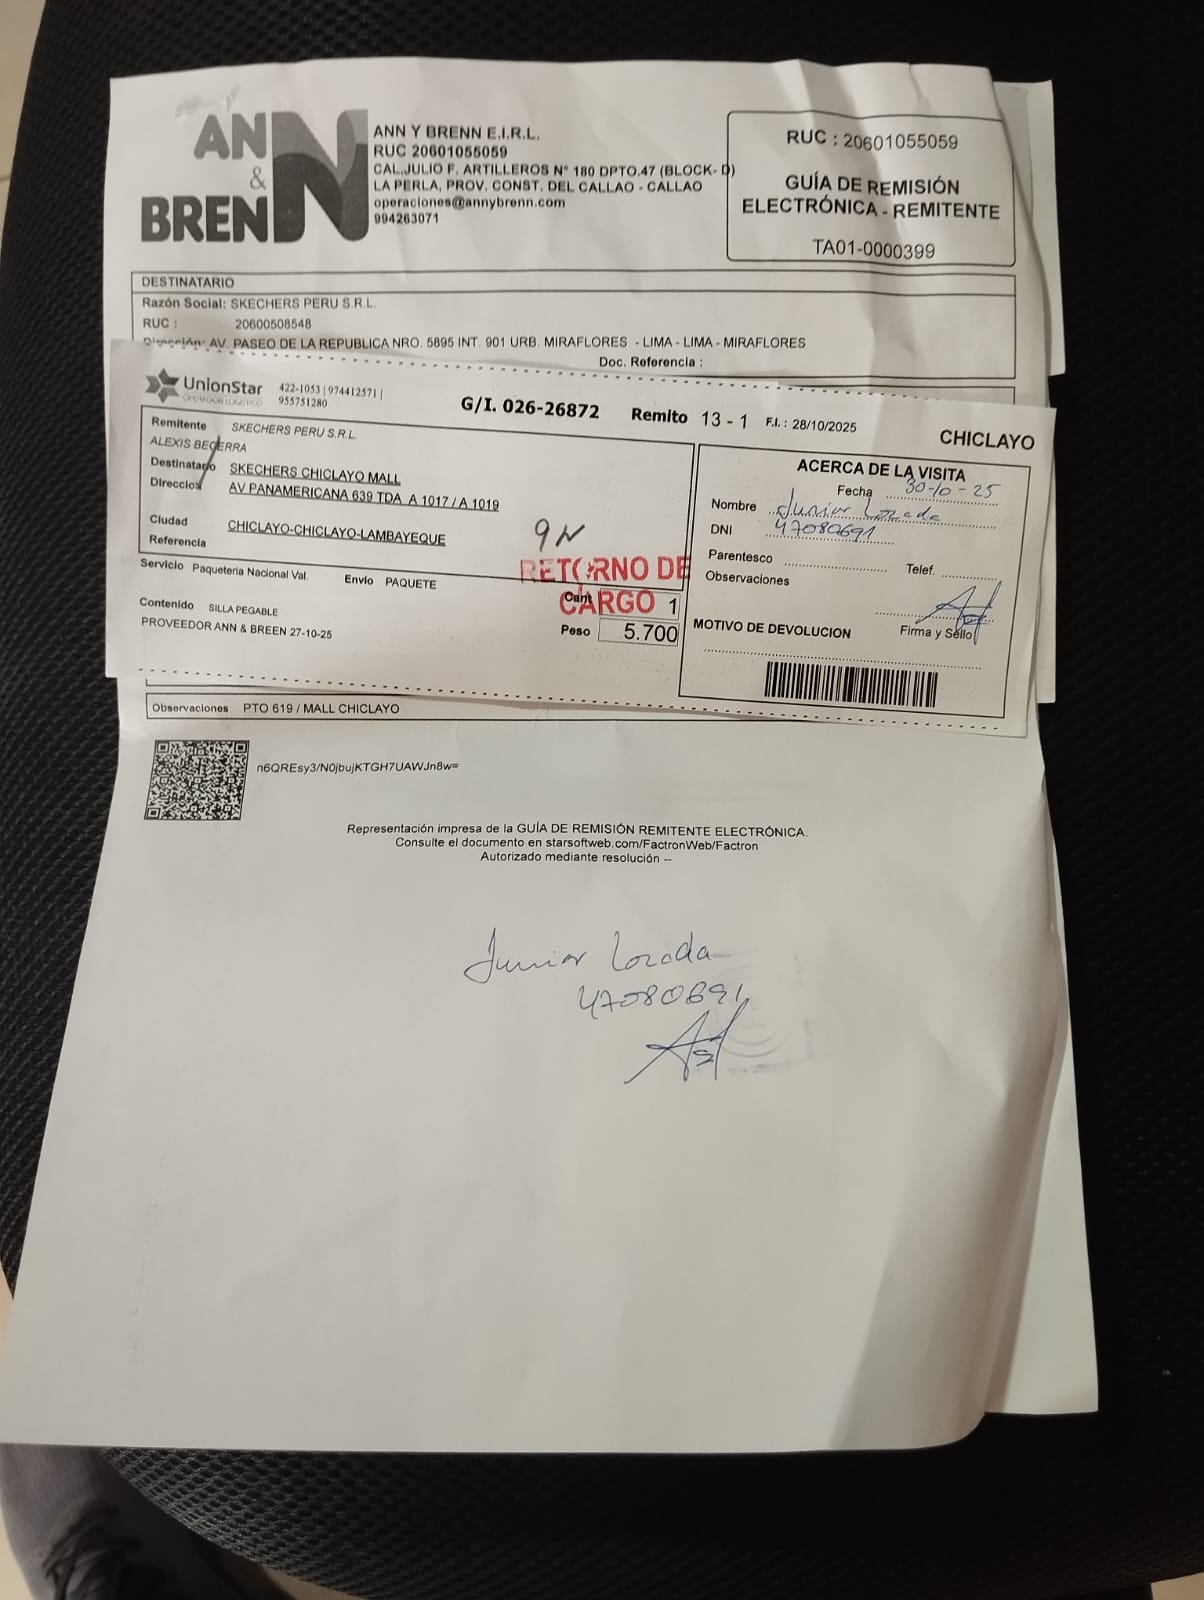 ANN
&
BRENN
ANN Y BRENN E.I.R.L.
RUC 20601055059
CAL.JULIO F. ARTILLEROS N° 180 DPTO.47 (BLOCK- D)
LA PERLA, PROV. CONST. DEL CALLAO - CALLAO
operaciones@annybrenn.com
994263071
RUC : 20601055059
GUÍA DE REMISIÓN
ELECTRÓNICA - REMITENTE
TA01-0000399
DESTINATARIO
Razón Social: SKECHERS PERU S.R.L.
RUC : 20600508548
Dirección: AV. PASEO DE LA REPUBLICA NRO. 5895 INT. 901 URB. MIRAFLORES - LIMA - LIMA - MIRAFLORES
Doc. Referencia :
UnionStar
OPERADOR LOGÍSTICO
422-1053 | 974412571 |
955751280
G/I. 026-26872 Remito 13 - 1 F.I. : 28/10/2025
CHICLAYO
Remitente SKECHERS PERU S.R.L.
ALEXIS BECERRA
Destinatario SKECHERS CHICLAYO MALL
Direccion AV PANAMERICANA 639 TDA A 1017 / A 1019
Ciudad CHICLAYO-CHICLAYO-LAMBAYEQUE
Referencia
9N
Servicio Paqueteria Nacional Val. Envio PAQUETE
RETORNO DE
CARGO
Cant 1
Peso 5.700
Contenido SILLA PEGABLE
PROVEEDOR ANN & BREEN 27-10-25
ACERCA DE LA VISITA
Fecha 30-10-25
Nombre Junior Lozada
DNI 47080691
Parentesco Telef.
Observaciones
MOTIVO DE DEVOLUCION Firma y Sello
Observaciones PTO 619 / MALL CHICLAYO
n6QREsy3/N0jbujKTGH7UAWJn8w=
Representación impresa de la GUÍA DE REMISIÓN REMITENTE ELECTRÓNICA.
Consulte el documento en starsoftweb.com/FactronWeb/Factron
Autorizado mediante resolución --
Junior Lozada
47080691